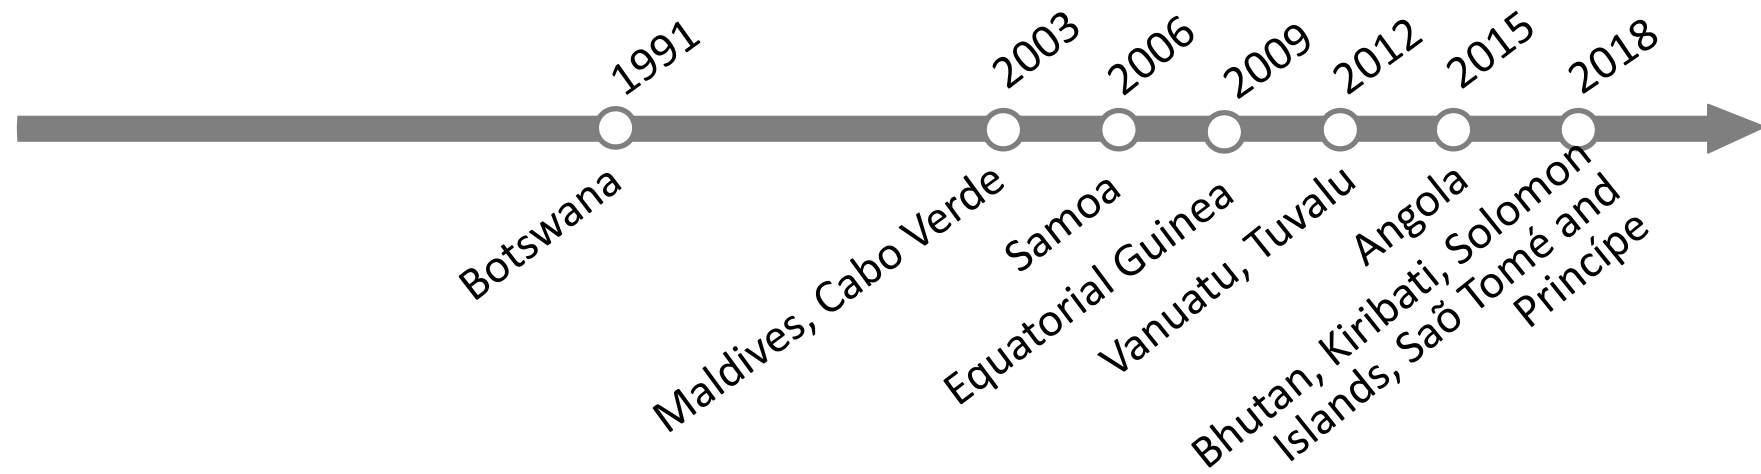 1991
2003
2006
2009
2012
2015
2018
Botswana
Maldives, Cabo Verde
Samoa
Equatorial Guinea
Vanuatu, Tuvalu
Angola
Bhutan, Kiribati, Solomon
Islands, Saõ Tomé and
Princípe